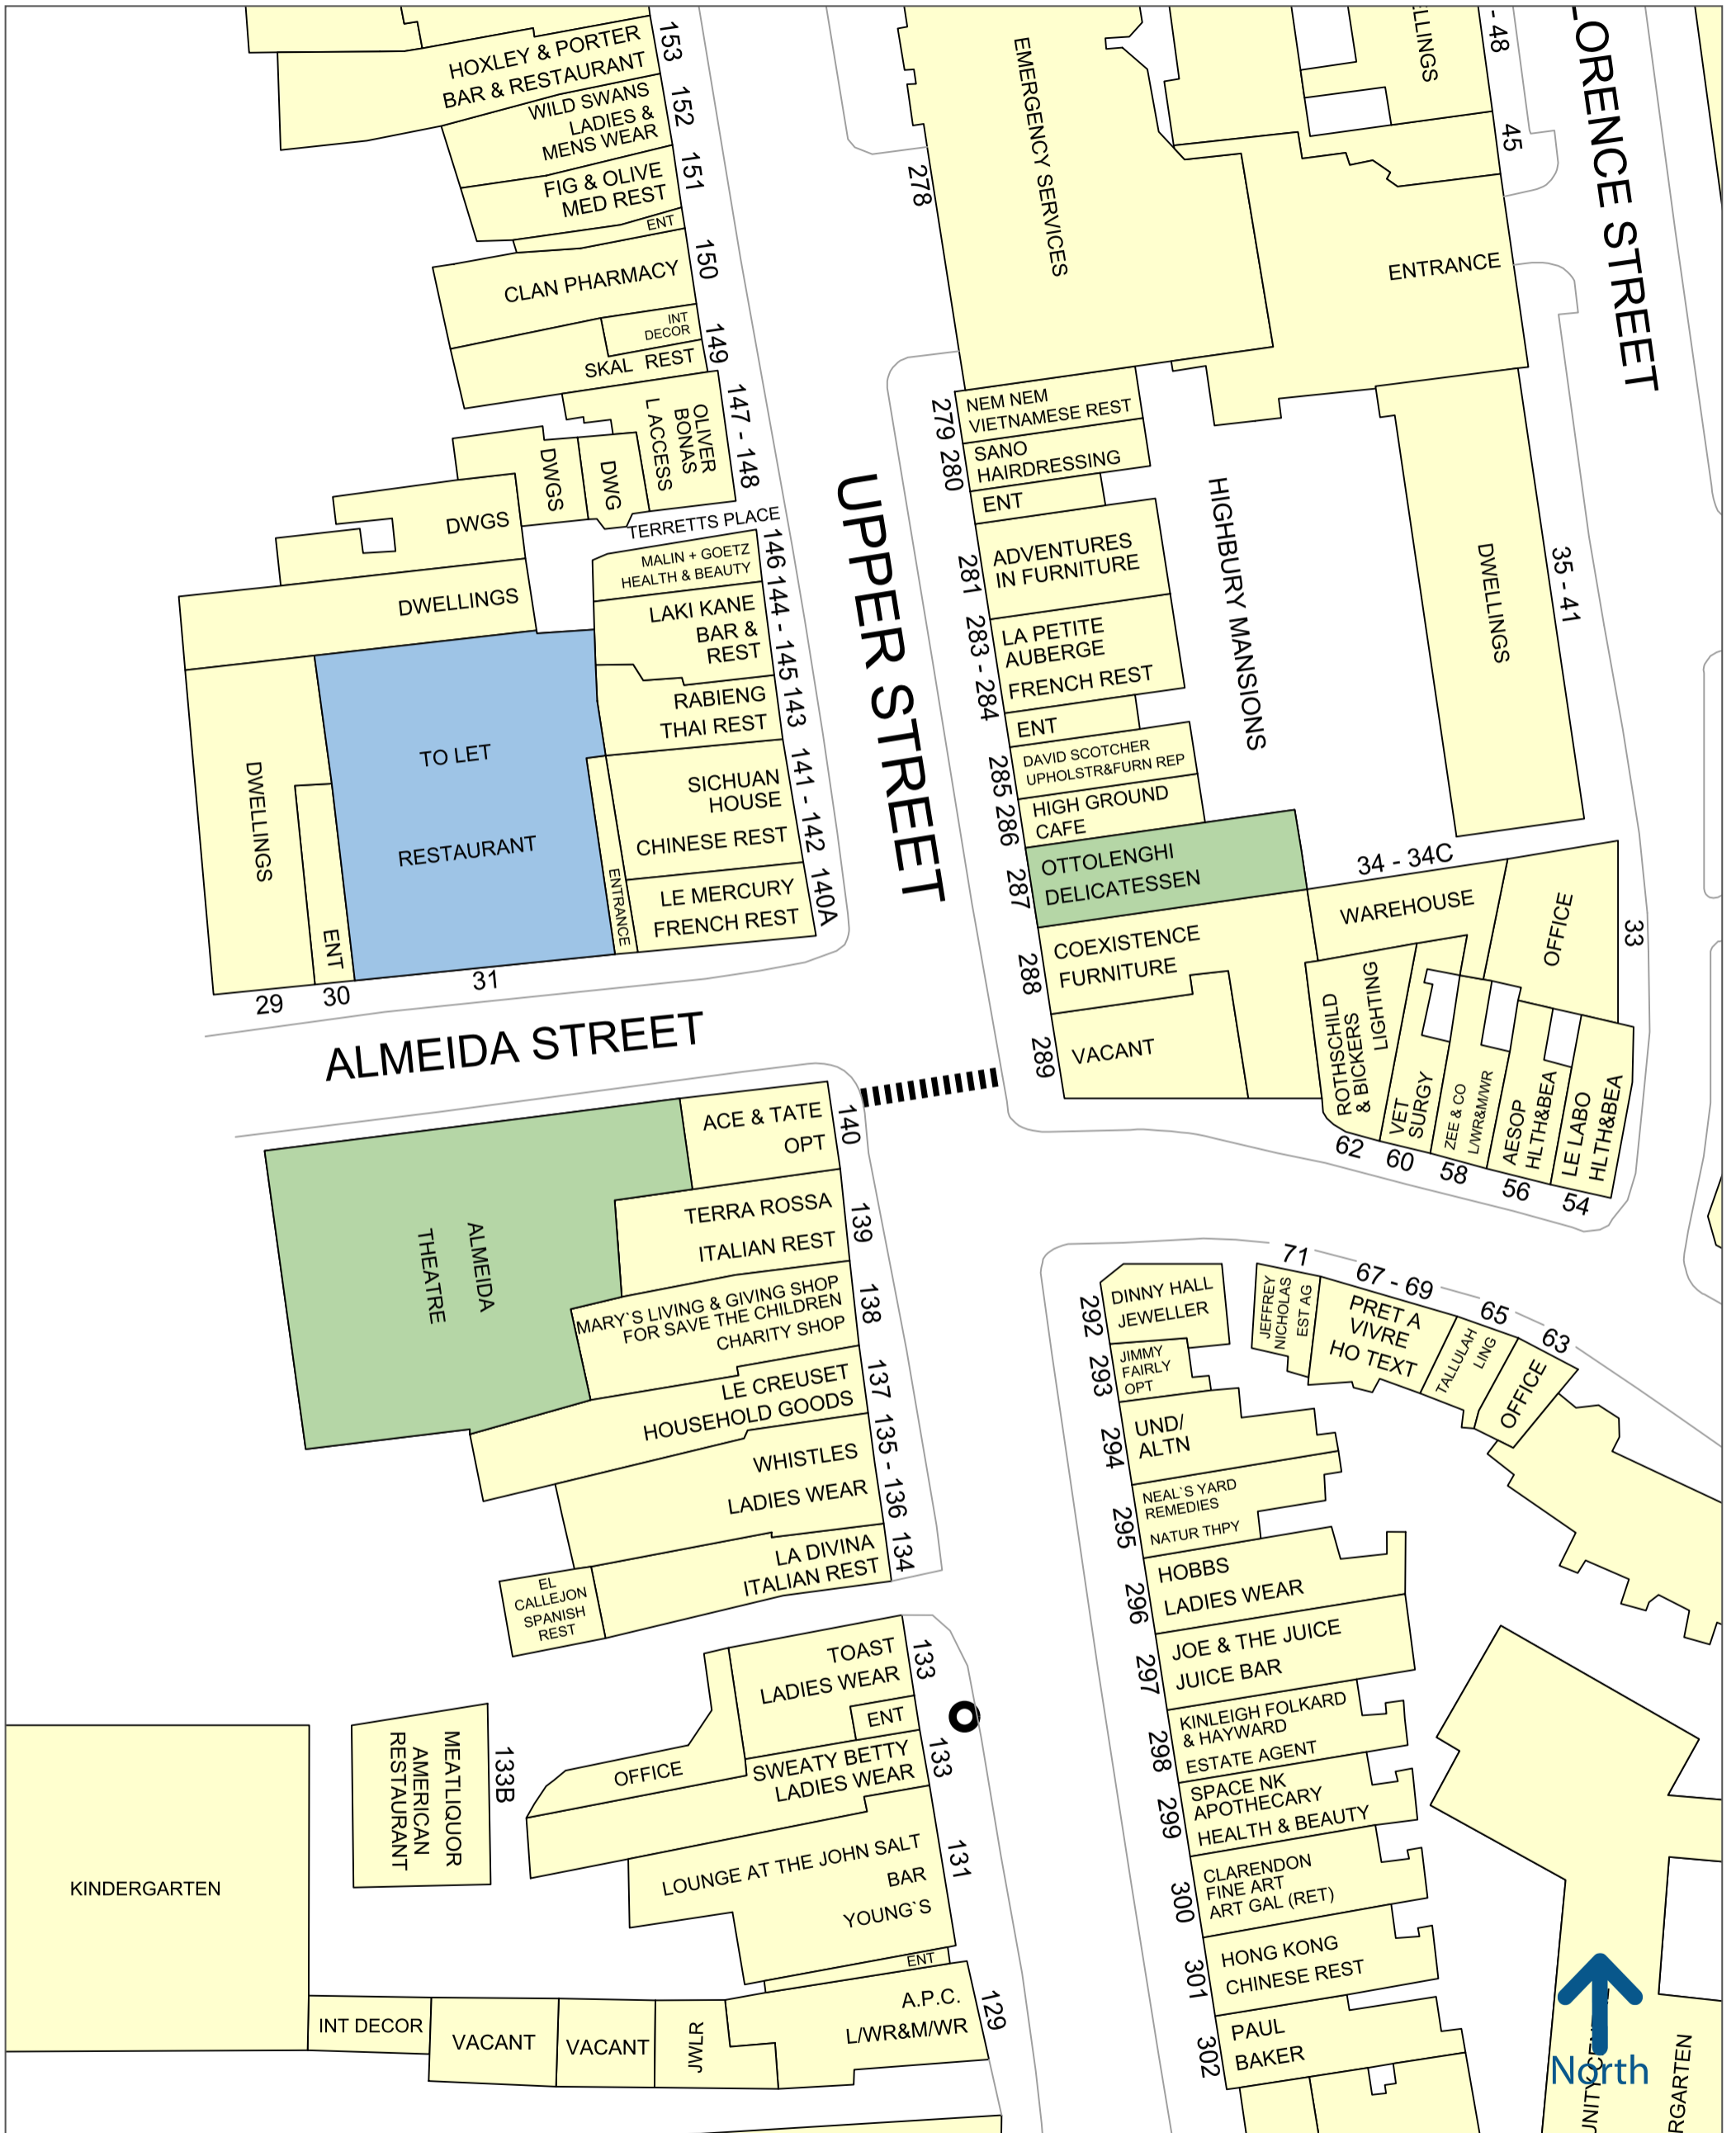 HOXLEY & PORTER
BAR & RESTAURANT
153
WILD SWANS
LADIES &
MENS WEAR
152
FIG & OLIVE
MED REST
151
ENT
CLAN PHARMACY
150
INT
DECOR
149
SKAL REST
OLIVER
BONAS
L ACCESS
147 - 148
DWGS
DWG
DWGS
TERRETTS PLACE
MALIN + GOETZ
HEALTH & BEAUTY
146
DWELLINGS
LAKI KANE
BAR &
REST
144 - 145
RABIENG
THAI REST
143
TO LET
RESTAURANT
31
SICHUAN
HOUSE
CHINESE REST
141 - 142
LE MERCURY
FRENCH REST
140A
ENTRANCE
DWELLINGS
29
ENT
30
ALMEIDA STREET
UPPER STREET
EMERGENCY SERVICES
278
ELLINGS
- 48
45
LORENCE STREET
ENTRANCE
NEM NEM
VIETNAMESE REST
279
SANO
HAIRDRESSING
280
ENT
ADVENTURES
IN FURNITURE
281
LA PETITE
AUBERGE
FRENCH REST
283 - 284
ENT
DAVID SCOTCHER
UPHOLSTR&FURN REP
285
HIGH GROUND
CAFE
286
HIGHBURY MANSIONS
DWELLINGS
35 - 41
OTTOLENGHI
DELICATESSEN
287
34 - 34C
WAREHOUSE
OFFICE
33
COEXISTENCE
FURNITURE
288
VACANT
289
ROTHSCHILD
& BICKERS
LIGHTING
62
VET
SURGY
60
ZEE & CO
L/WR&M/WR
58
AESOP
HLTH&BEA
56
LE LABO
HLTH&BEA
54
ALMEIDA
THEATRE
ACE & TATE
OPT
140
TERRA ROSSA
ITALIAN REST
139
MARY`S LIVING & GIVING SHOP
FOR SAVE THE CHILDREN
CHARITY SHOP
138
LE CREUSET
HOUSEHOLD GOODS
137
WHISTLES
LADIES WEAR
135 - 136
LA DIVINA
ITALIAN REST
134
EL
CALLEJON
SPANISH
REST
TOAST
LADIES WEAR
133
ENT
SWEATY BETTY
LADIES WEAR
133
OFFICE
MEATLIQUOR
AMERICAN
RESTAURANT
133B
KINDERGARTEN
LOUNGE AT THE JOHN SALT
BAR
YOUNG`S
131
ENT
A.P.C.
L/WR&M/WR
129
INT DECOR
VACANT
VACANT
JWLR
DINNY HALL
JEWELLER
292
JEFFREY
NICHOLAS
EST AG
71
PRET A
VIVRE
HO TEXT
67 - 69
TALLULAH
LING
65
OFFICE
63
JIMMY
FAIRLY
OPT
293
UND/
ALTN
294
NEAL`S YARD
REMEDIES
NATUR THPY
295
HOBBS
LADIES WEAR
296
JOE & THE JUICE
JUICE BAR
297
KINLEIGH FOLKARD
& HAYWARD
ESTATE AGENT
298
SPACE NK
APOTHECARY
HEALTH & BEAUTY
299
CLARENDON
FINE ART
ART GAL (RET)
300
HONG KONG
CHINESE REST
301
PAUL
BAKER
302
North
RGARTEN